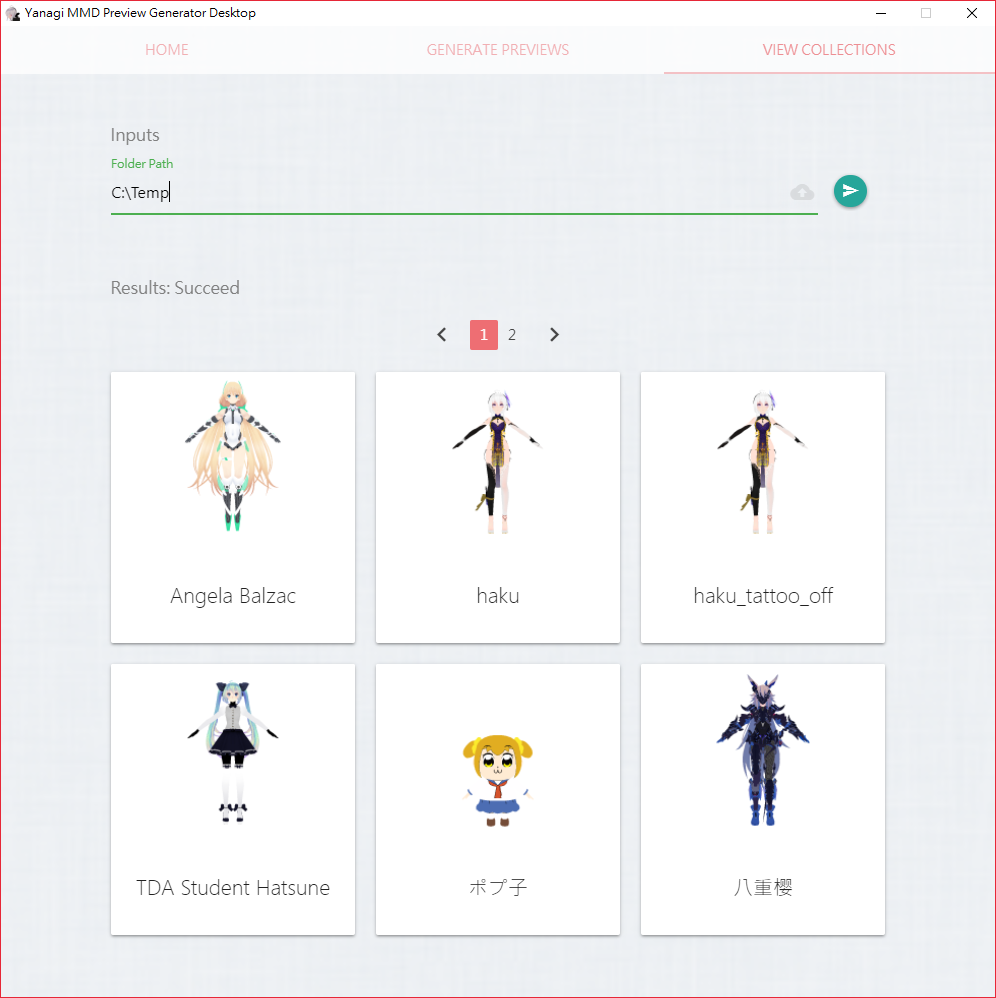 Yanagi MMD Preview Generator Desktop
HOME GENERATE PREVIEWS VIEW COLLECTIONS
Inputs
Folder Path
C:\Temp
Results: Succeed
1 2
Angela Balzac haku haku_tattoo_off
TDA Student Hatsune ポプ子 八重樱